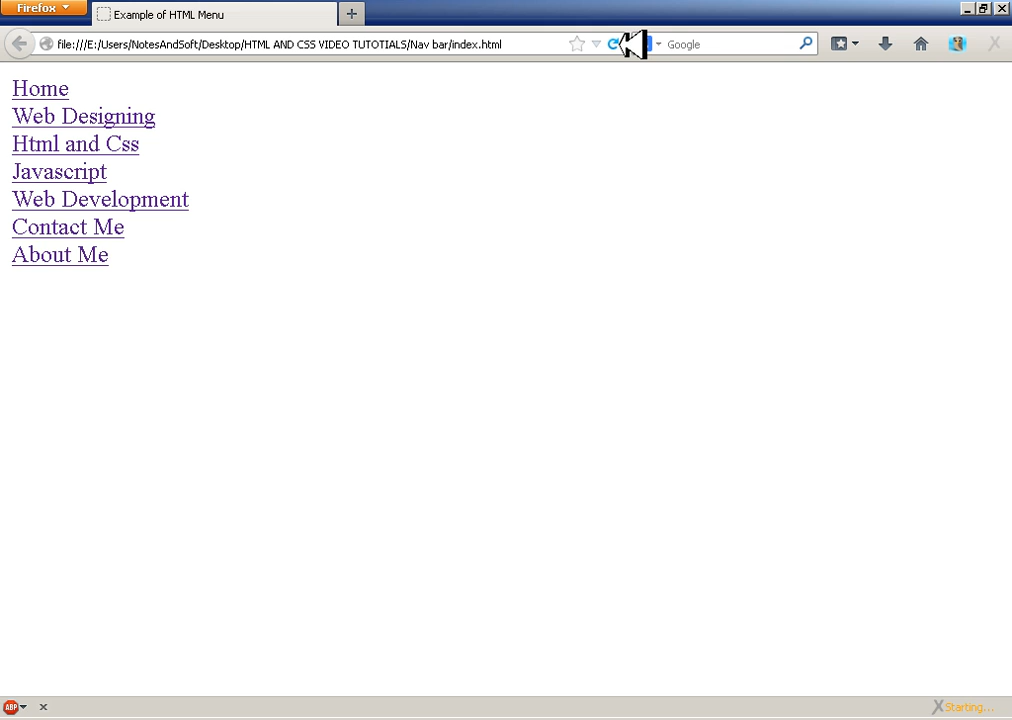 Firefox
Example of HTML Menu
file:///E:/Users/NotesAndSoft/Desktop/HTML AND CSS VIDEO TUTOTIALS/Nav bar/index.html
Google
Home
Web Designing
Html and Css
Javascript
Web Development
Contact Me
About Me
ABP
Starting...